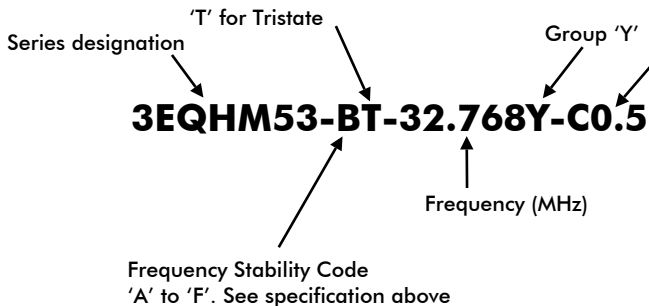 'T' for Tristate
Series designation
Group 'Y'
3EQHM53-BT-32.768Y-C0.5
Frequency (MHz)
Frequency Stability Code
'A' to 'F'. See specification above